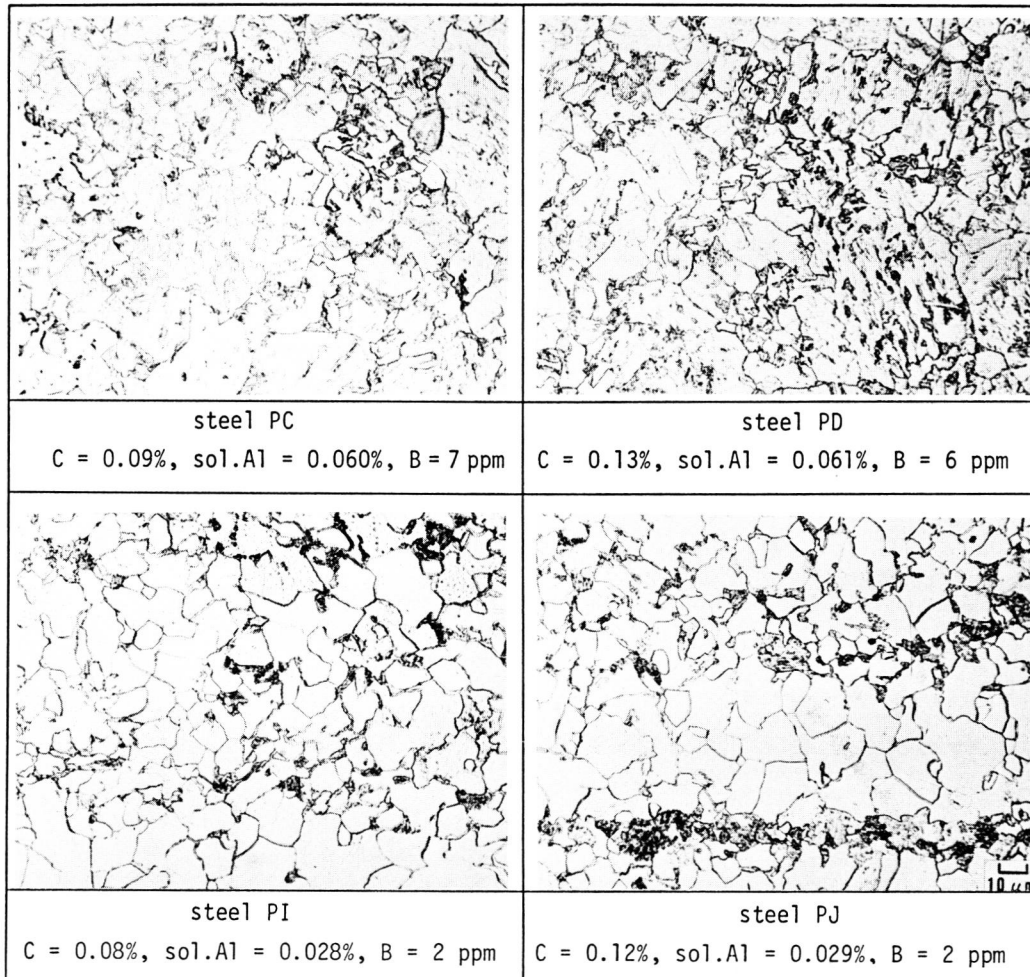 steel PC
C = 0.09%, sol.Al = 0.060%, B = 7 ppm
steel PD
C = 0.13%, sol.Al = 0.061%, B = 6 ppm
10 μm
steel PI
C = 0.08%, sol.Al = 0.028%, B = 2 ppm
steel PJ
C = 0.12%, sol.Al = 0.029%, B = 2 ppm